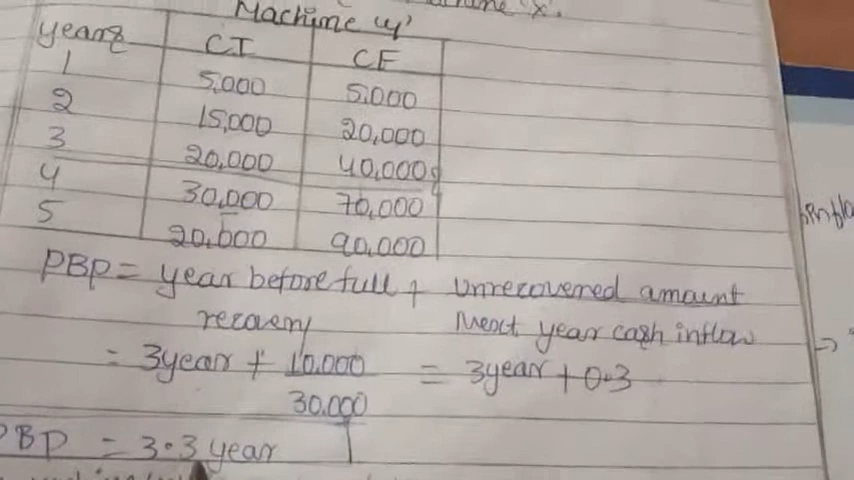 Machine 'X'.
Machine 'y'
years CI CF
1 5,000 5,000
2 15,000 20,000
3 20,000 40,000
4 30,000 70,000
5 20,000 90,000
PBP = year before full + Unrecovered amount
recovery Next year cash inflow
= 3year + 10,000 = 3year + 0.3
30,000
PBP = 3.3 year